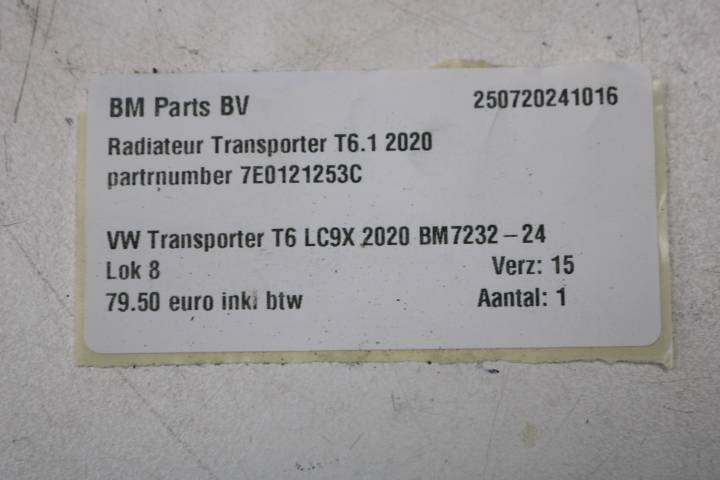 BM Parts BV 250720241016
Radiateur Transporter T6.1 2020
partrnumber 7E0121253C
VW Transporter T6 LC9X 2020 BM7232-24
Lok 8 Verz: 15
79.50 euro inkl btw Aantal: 1